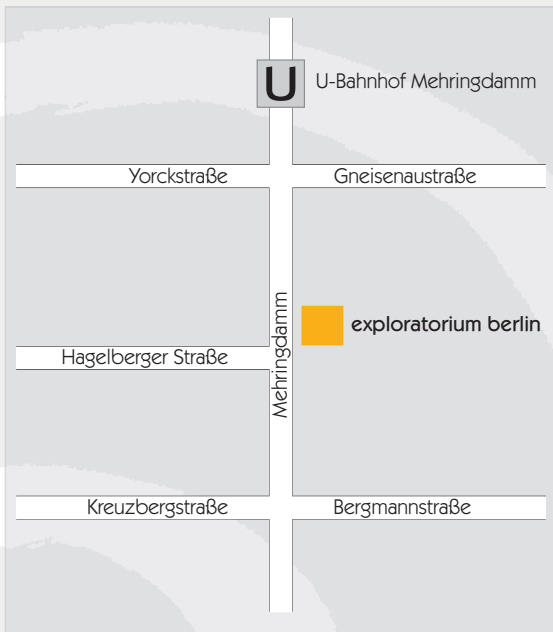 U
U-Bahnhof Mehringdamm
Yorckstraße
Gneisenaustraße
Mehringdamm
exploratorium berlin
Hagelberger Straße
Kreuzbergstraße
Bergmannstraße